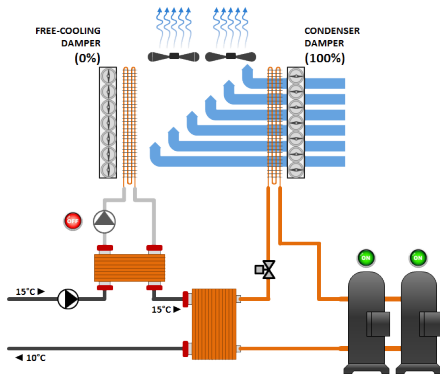 FREE-COOLING
DAMPER
(0%)
CONDENSER
DAMPER
(100%)
OFF
ON
ON
15°C ►
15°C ►
◄ 10°C